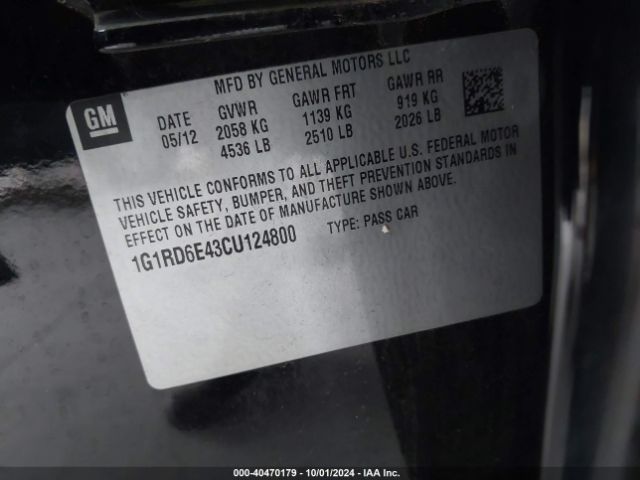 MFD BY GENERAL MOTORS LLC
GM
DATE GVWR GAWR FRT GAWR RR
05/12 2058 KG 1139 KG 919 KG
4536 LB 2510 LB 2026 LB
THIS VEHICLE CONFORMS TO ALL APPLICABLE U.S. FEDERAL MOTOR
VEHICLE SAFETY, BUMPER, AND THEFT PREVENTION STANDARDS IN
EFFECT ON THE DATE OF MANUFACTURE SHOWN ABOVE.
1G1RD6E43CU124800 TYPE: PASS CAR
000-40470179 - 10/01/2024 - IAA Inc.